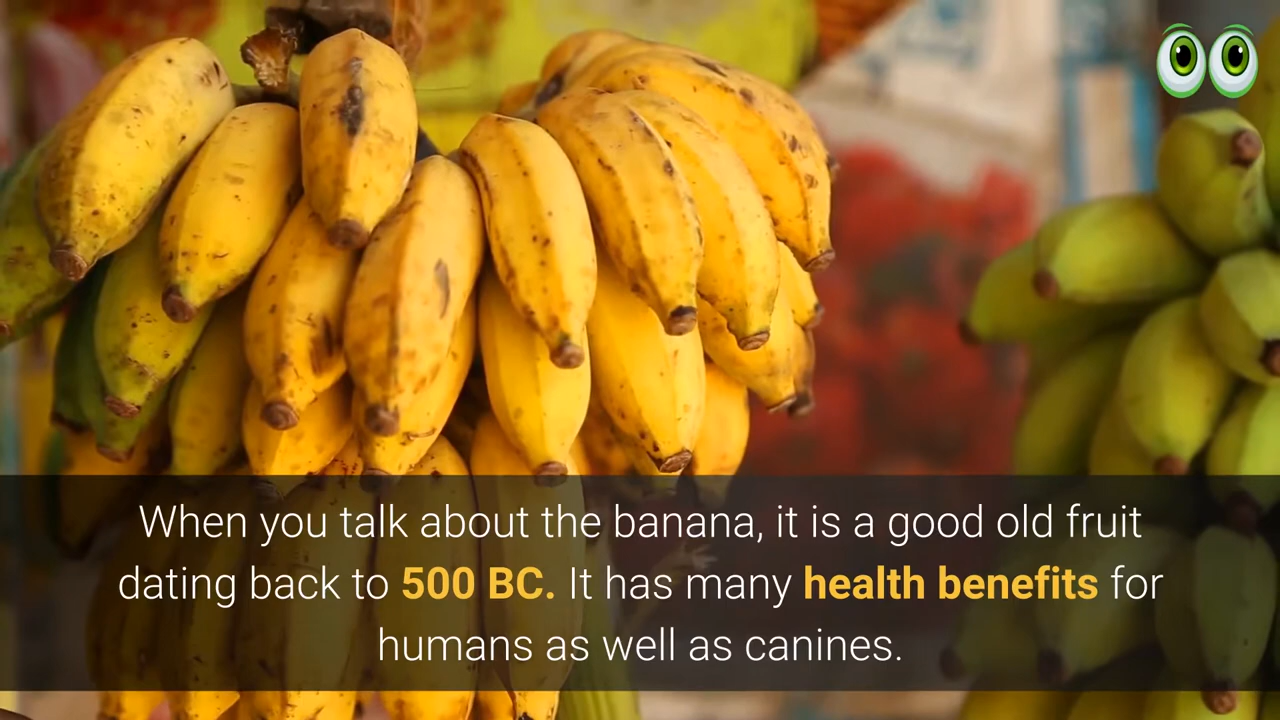 When you talk about the banana, it is a good old fruit
dating back to 500 BC. It has many health benefits for
humans as well as canines.